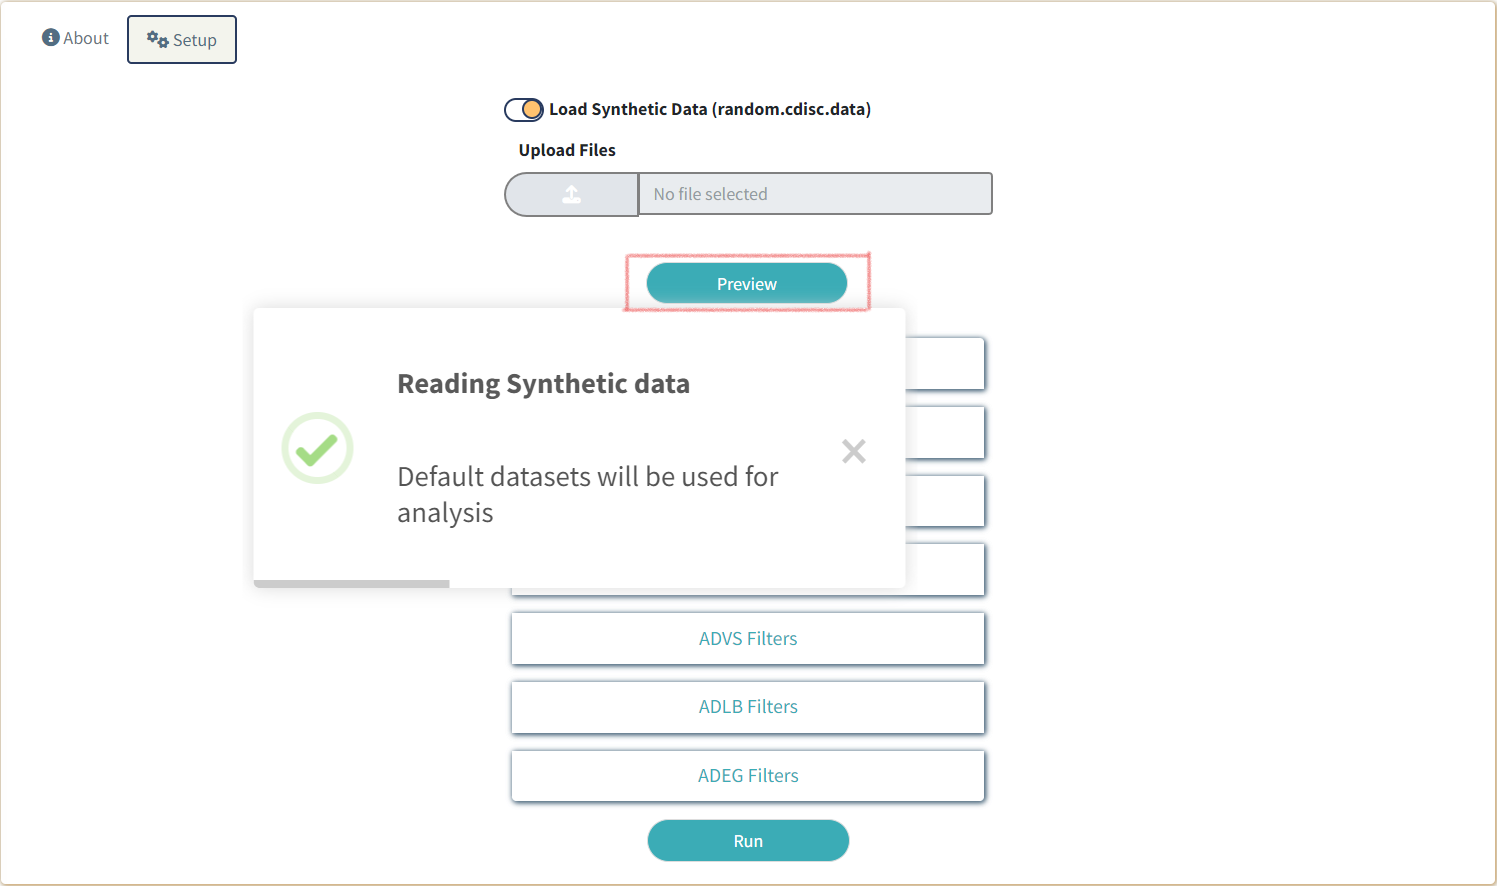 About
Setup
Load Synthetic Data (random.cdisc.data)
Upload Files
No file selected
Preview
Reading Synthetic data
Default datasets will be used for
analysis
ADVS Filters
ADLB Filters
ADEG Filters
Run